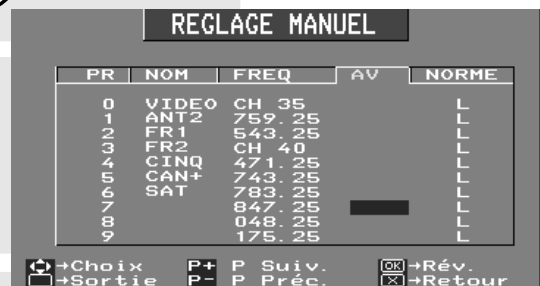 REGLAGE MANUEL
PR NOM FREQ AV NORME
0 VIDEO CH 35 L
1 ANT2 759.25 L
2 FR1 543.25 L
3 FR2 CH 40 L
4 CINQ 471.25 L
5 CAN+ 743.25 L
6 SAT 783.25 L
7 847.25 L
8 048.25 L
9 175.25 L
→Choix P+ P Suiv. OK →Rév.
→Sortie P- P Préc. X →Retour